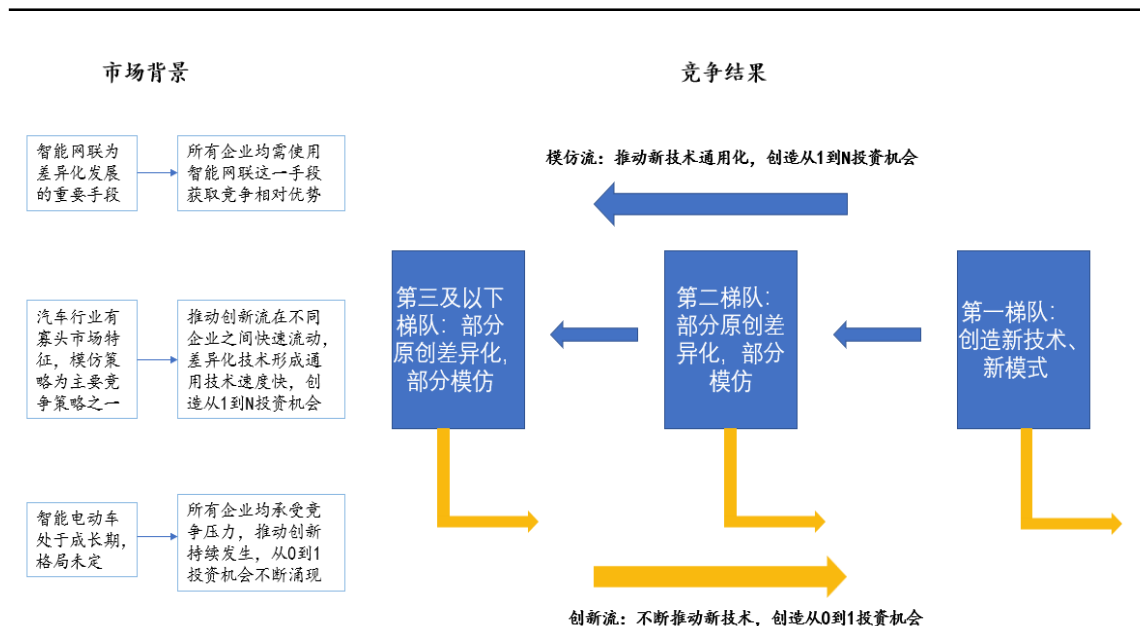 市场背景
竞争结果
智能网联为
差异化发展
的重要手段
所有企业均需使用
智能网联这一手段
获取竞争相对优势
模仿流：推动新技术通用化，创造从1到N投资机会
汽车行业有
寡头市场特
征，模仿策
略为主要竞
争策略之一
推动创新流在不同
企业之间快速流动，
差异化技术形成通
用技术速度快，创
造从1到N投资机会
第三及以下
梯队：部分
原创差异化，
部分模仿
第二梯队：
部分原创差
异化，部分
模仿
第一梯队：
创造新技术、
新模式
智能电动车
处于成长期，
格局未定
所有企业均承受竞
争压力，推动创新
持续发生，从0到1
投资机会不断涌现
创新流：不断推动新技术，创造从0到1投资机会